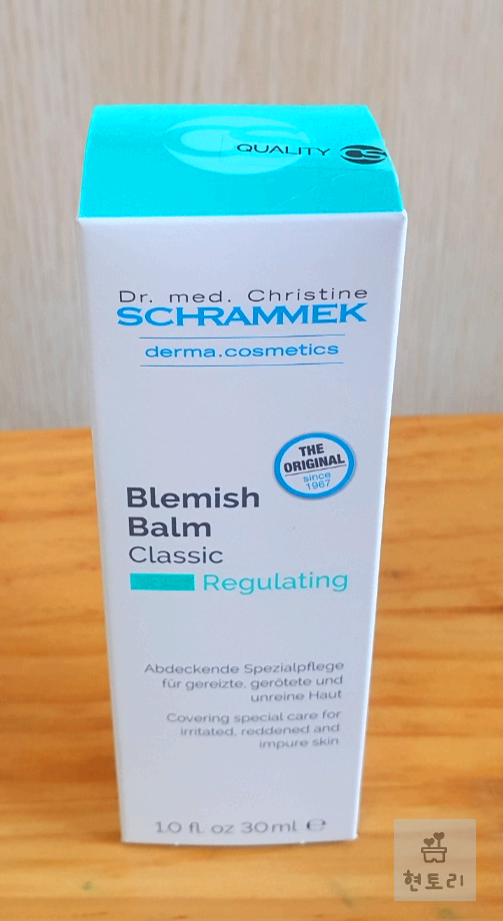 QUALITY CS
Dr. med. Christine
SCHRAMMEK
derma.cosmetics
THE
ORIGINAL
since
1967
Blemish
Balm
Classic
Regulating
Abdeckende Spezialpflege
für gereizte, gerötete und
unreine Haut
Covering special care for
irritated, reddened and
impure skin
1.0 fl. oz 30 ml ℮
현토리